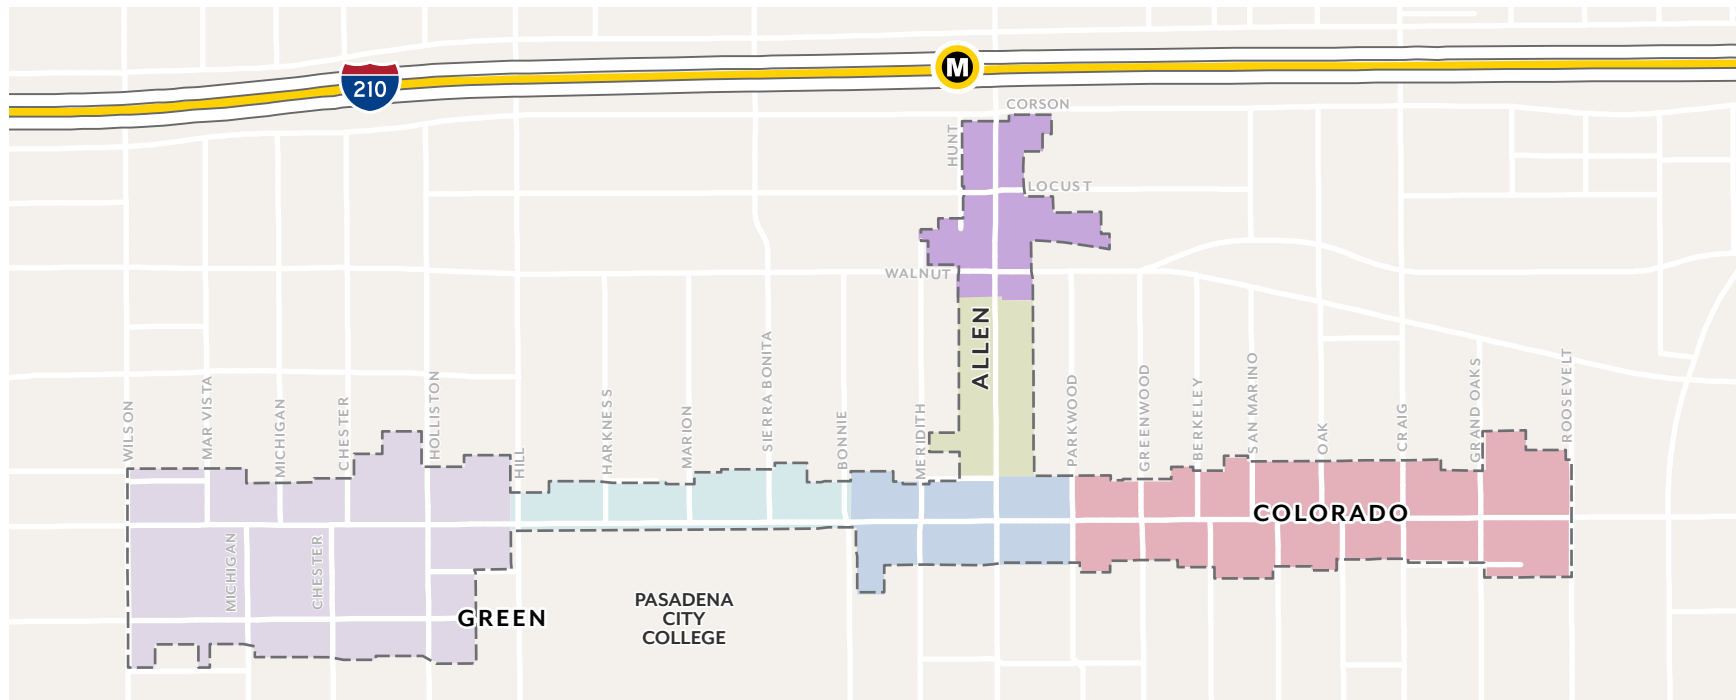 M
210
CORSON
HUNT
LOCUST
WALNUT
ALLEN
WILSON
MAR VISTA
MICHIGAN
CHESTER
HOLLISTON
HILL
HARKNESS
MARION
SIERRA BONITA
BONNIE
MERIDITH
PARKWOOD
GREENWOOD
BERKELEY
SAN MARINO
OAK
CRAIG
GRAND OAKS
ROOSEVELT
COLORADO
MICHIGAN
CHESTER
GREEN
PASADENA
CITY
COLLEGE